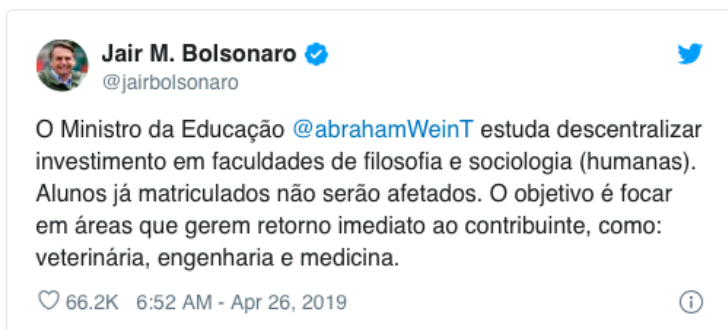 Jair M. Bolsonaro
@jairbolsonaro
O Ministro da Educação @abrahamWeinT estuda descentralizar
investimento em faculdades de filosofia e sociologia (humanas).
Alunos já matriculados não serão afetados. O objetivo é focar
em áreas que gerem retorno imediato ao contribuinte, como:
veterinária, engenharia e medicina.
66.2K 6:52 AM - Apr 26, 2019